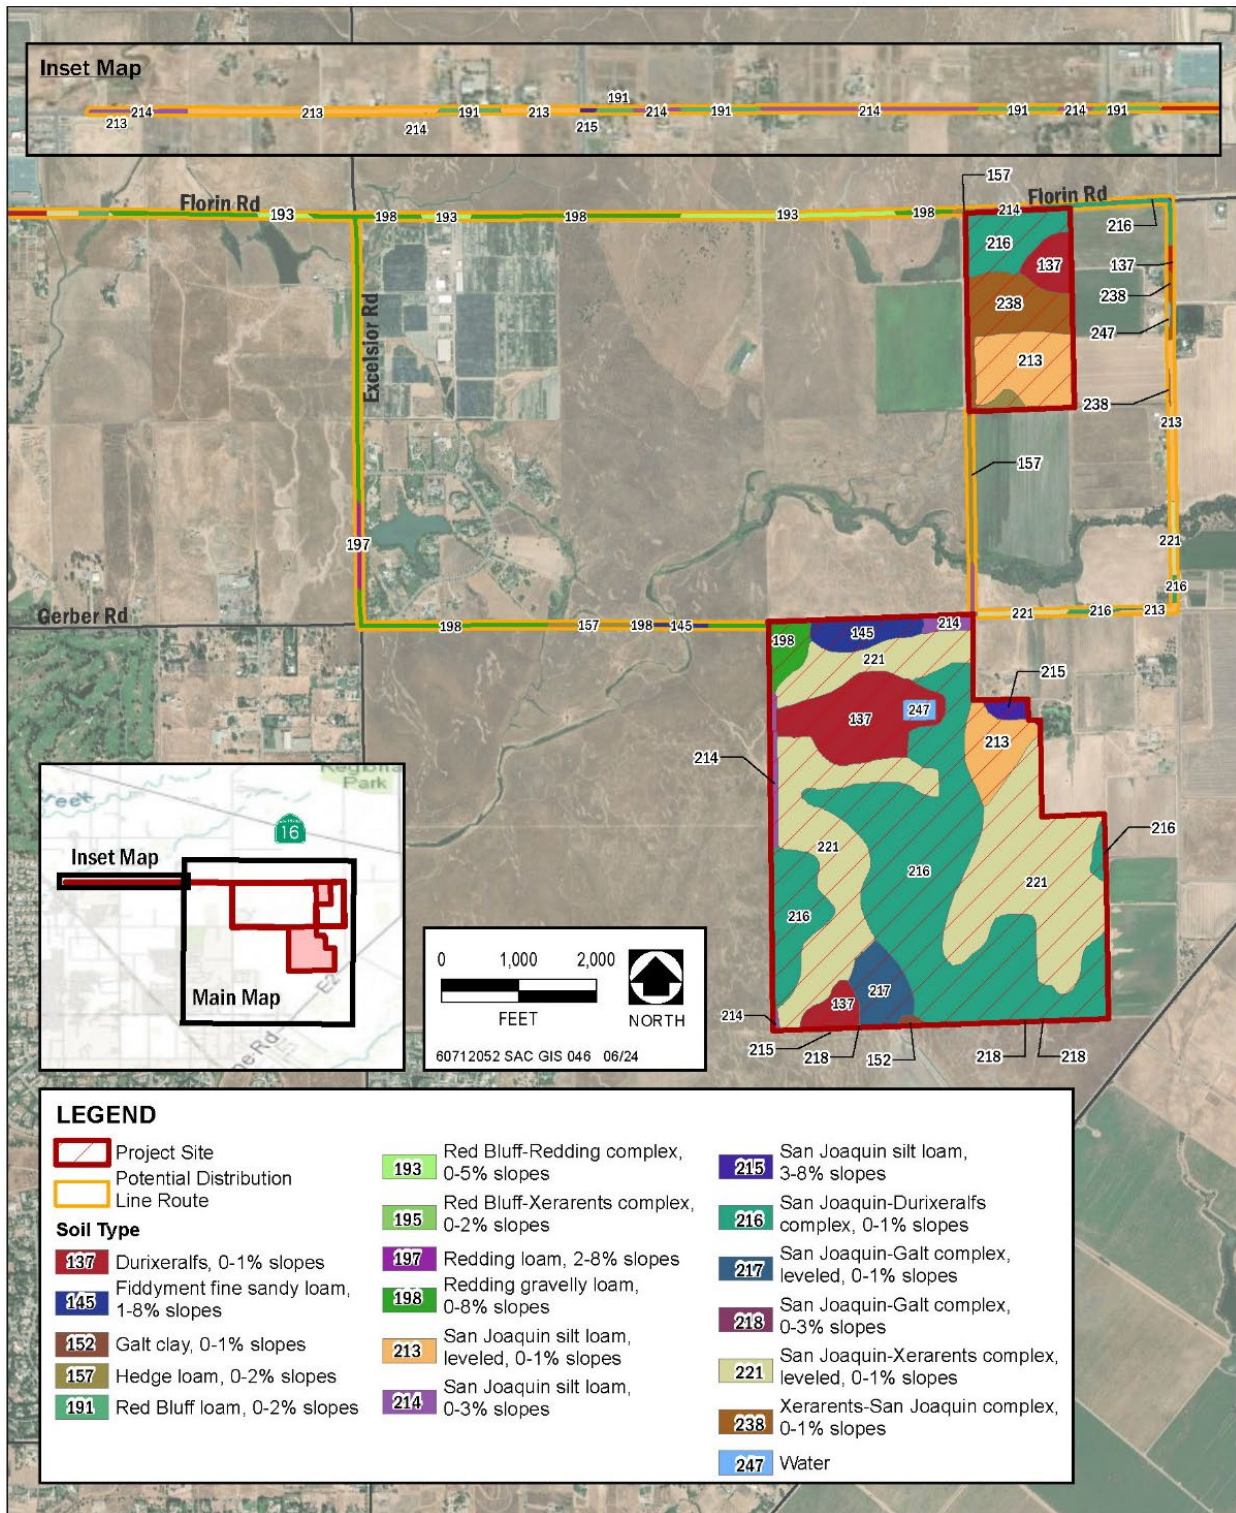 Inset Map
191
214
213
191
213
214
191
214
191
214
191
213
214
215
157
Florin Rd
193
198
193
198
193
198
214
Florin Rd
216
216
137
137
238
238
247
Excelsior Rd
213
238
213
157
197
221
216
Gerber Rd
198
157
198
145
221
216
213
198
145
214
221
215
247
137
213
214
216
221
216
221
216
137
217
214
215
218
152
218
218
Regional
Park
reek
16
Inset Map
Main Map
ne-Rd
E2
0 1,000 2,000
FEET
NORTH
60712052 SAC GIS 046 06/24
LEGEND
Project Site
Potential Distribution
Line Route
Soil Type
137 Durixeralfs, 0-1% slopes
145 Fiddyment fine sandy loam,
1-8% slopes
152 Galt clay, 0-1% slopes
157 Hedge loam, 0-2% slopes
191 Red Bluff loam, 0-2% slopes
193 Red Bluff-Redding complex,
0-5% slopes
195 Red Bluff-Xerarents complex,
0-2% slopes
197 Redding loam, 2-8% slopes
198 Redding gravelly loam,
0-8% slopes
213 San Joaquin silt loam,
leveled, 0-1% slopes
214 San Joaquin silt loam,
0-3% slopes
215 San Joaquin silt loam,
3-8% slopes
216 San Joaquin-Durixeralfs
complex, 0-1% slopes
217 San Joaquin-Galt complex,
leveled, 0-1% slopes
218 San Joaquin-Galt complex,
0-3% slopes
221 San Joaquin-Xerarents complex,
leveled, 0-1% slopes
238 Xerarents-San Joaquin complex,
0-1% slopes
247 Water